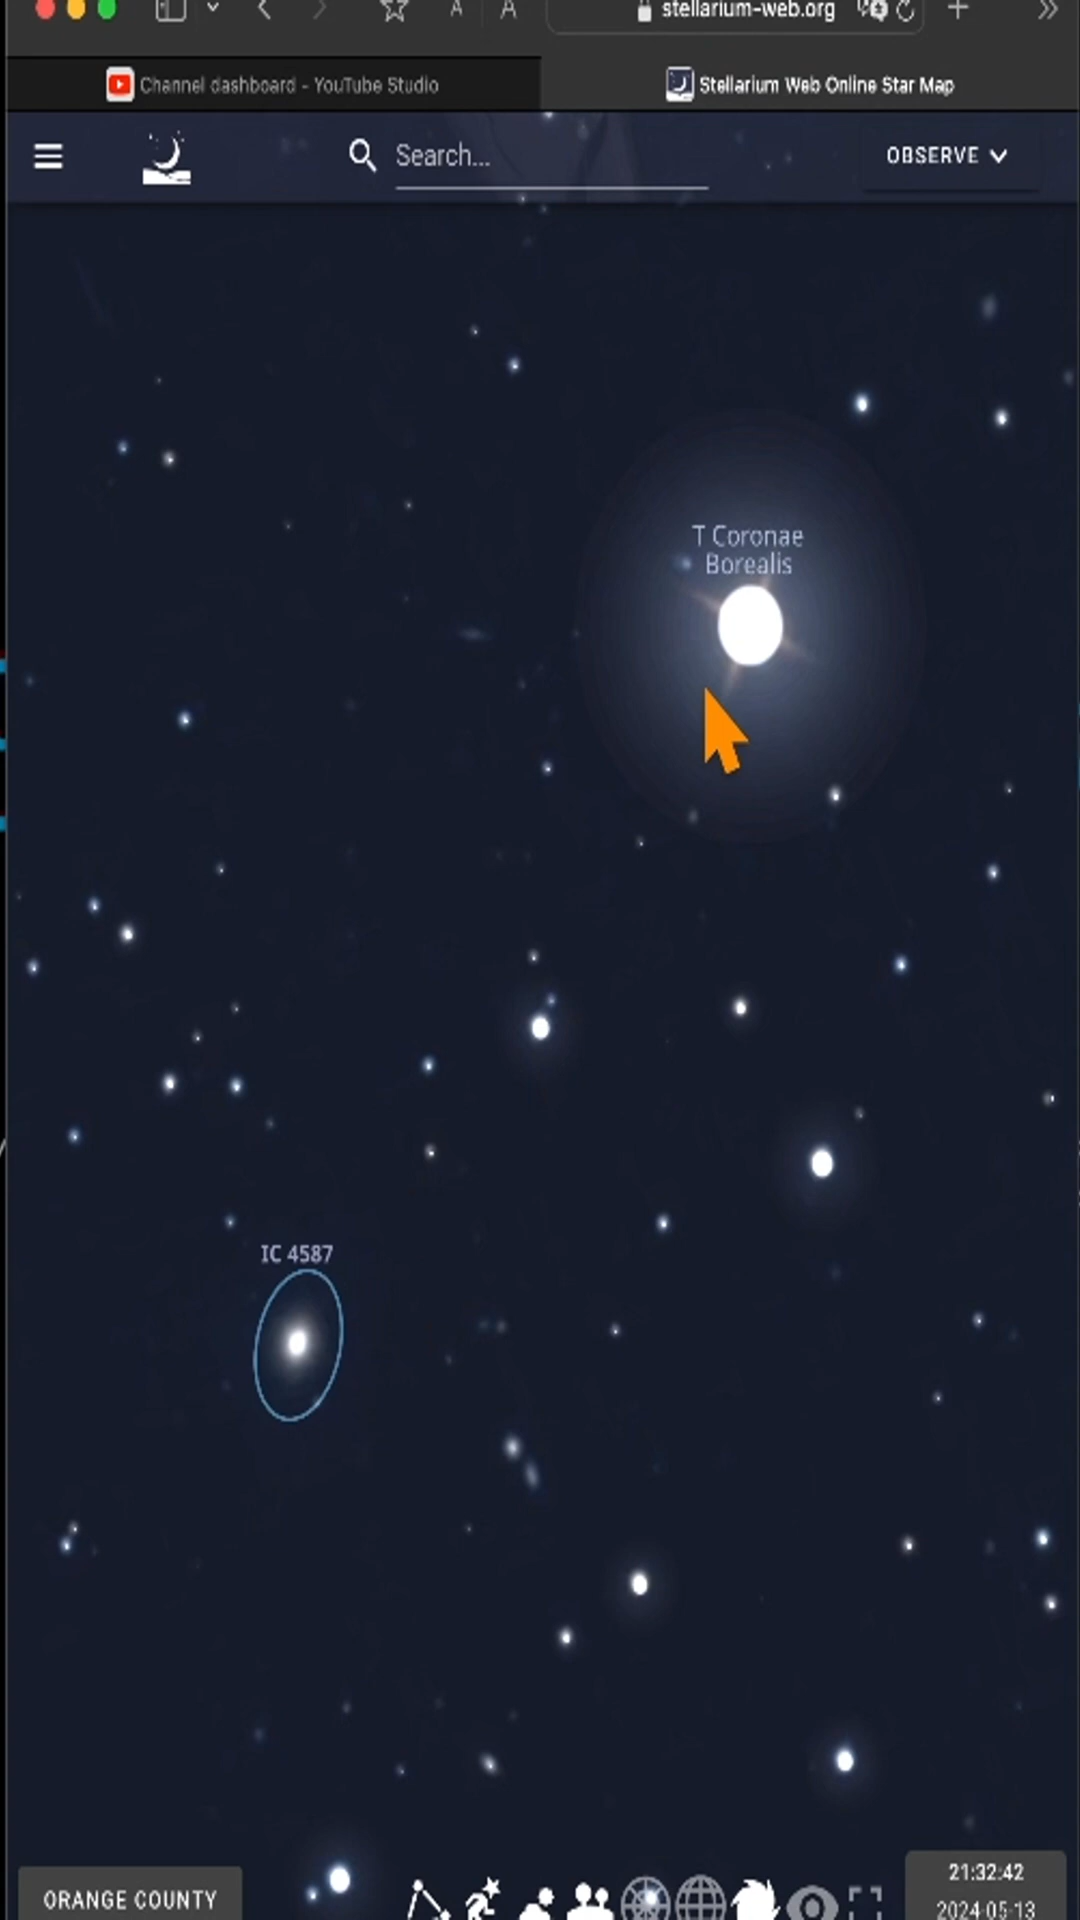 stellarium-web.org
Channel dashboard - YouTube Studio
Stellarium Web Online Star Map
Search...
OBSERVE
T Coronae
Borealis
IC 4587
ORANGE COUNTY
21:32:42
2024-05-13